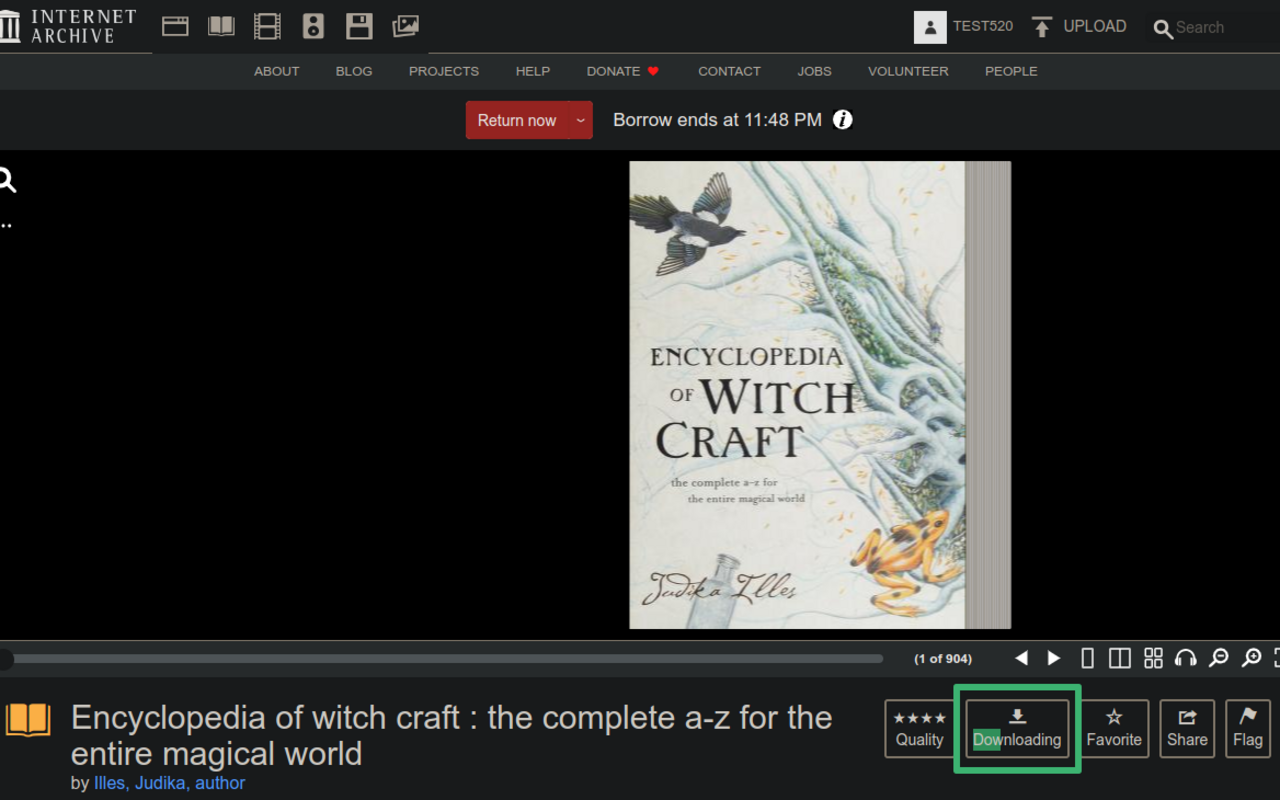 INTERNET
ARCHIVE
TEST520
UPLOAD
Search
ABOUT
BLOG
PROJECTS
HELP
DONATE
CONTACT
JOBS
VOLUNTEER
PEOPLE
Return now
Borrow ends at 11:48 PM
..
ENCYCLOPEDIA
OF WITCH
CRAFT
the complete a-z for
the entire magical world
Judika Illes
(1 of 904)
Encyclopedia of witch craft : the complete a-z for the
entire magical world
by Illes, Judika, author
Quality
Downloading
Favorite
Share
Flag